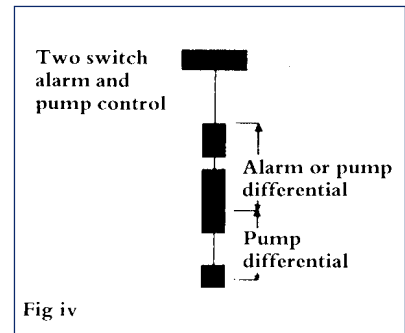 Two switch
alarm and
pump control
Alarm or pump
differential
Pump
differential
Fig iv